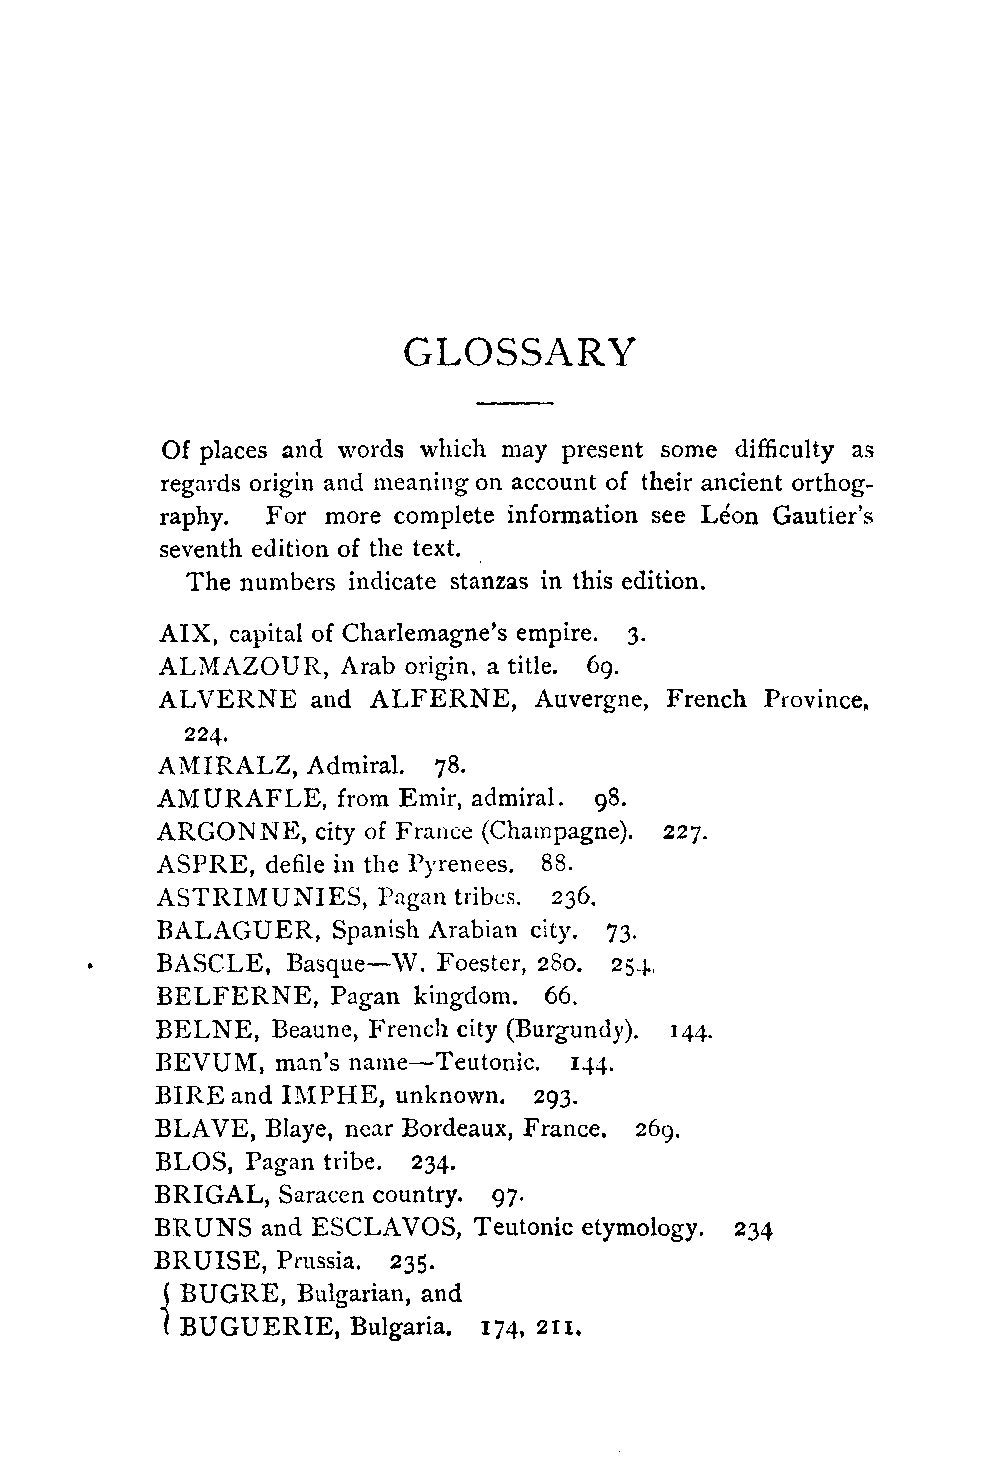 GLOSSARY
Of places and words which may present some difficulty as
regards origin and meaning on account of their ancient orthog-
raphy. For more complete information see Léon Gautier's
seventh edition of the text.
The numbers indicate stanzas in this edition.
AIX, capital of Charlemagne's empire. 3.
ALMAZOUR, Arab origin, a title. 69.
ALVERNE and ALFERNE, Auvergne, French Province,
224.
AMIRALZ, Admiral. 78.
AMURAFLE, from Emir, admiral. 98.
ARGONNE, city of France (Champagne). 227.
ASPRE, defile in the Pyrenees. 88.
ASTRIMUNIES, Pagan tribes. 236.
BALAGUER, Spanish Arabian city. 73.
BASCLE, Basque—W. Foester, 280. 254.
BELFERNE, Pagan kingdom. 66.
BELNE, Beaune, French city (Burgundy). 144.
BEVUM, man's name—Teutonic. 144.
BIRE and IMPHE, unknown. 293.
BLAVE, Blaye, near Bordeaux, France. 269.
BLOS, Pagan tribe. 234.
BRIGAL, Saracen country. 97.
BRUNS and ESCLAVOS, Teutonic etymology. 234
BRUISE, Prussia. 235.
{ BUGRE, Bulgarian, and
BUGUERIE, Bulgaria. 174, 211.